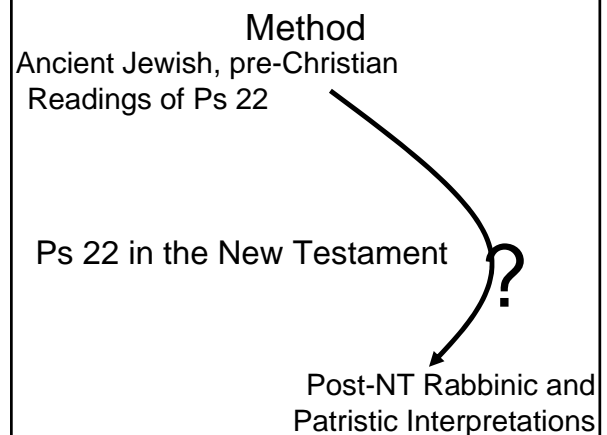 Method
Ancient Jewish, pre-Christian
Readings of Ps 22
Ps 22 in the New Testament
?
Post-NT Rabbinic and
Patristic Interpretations